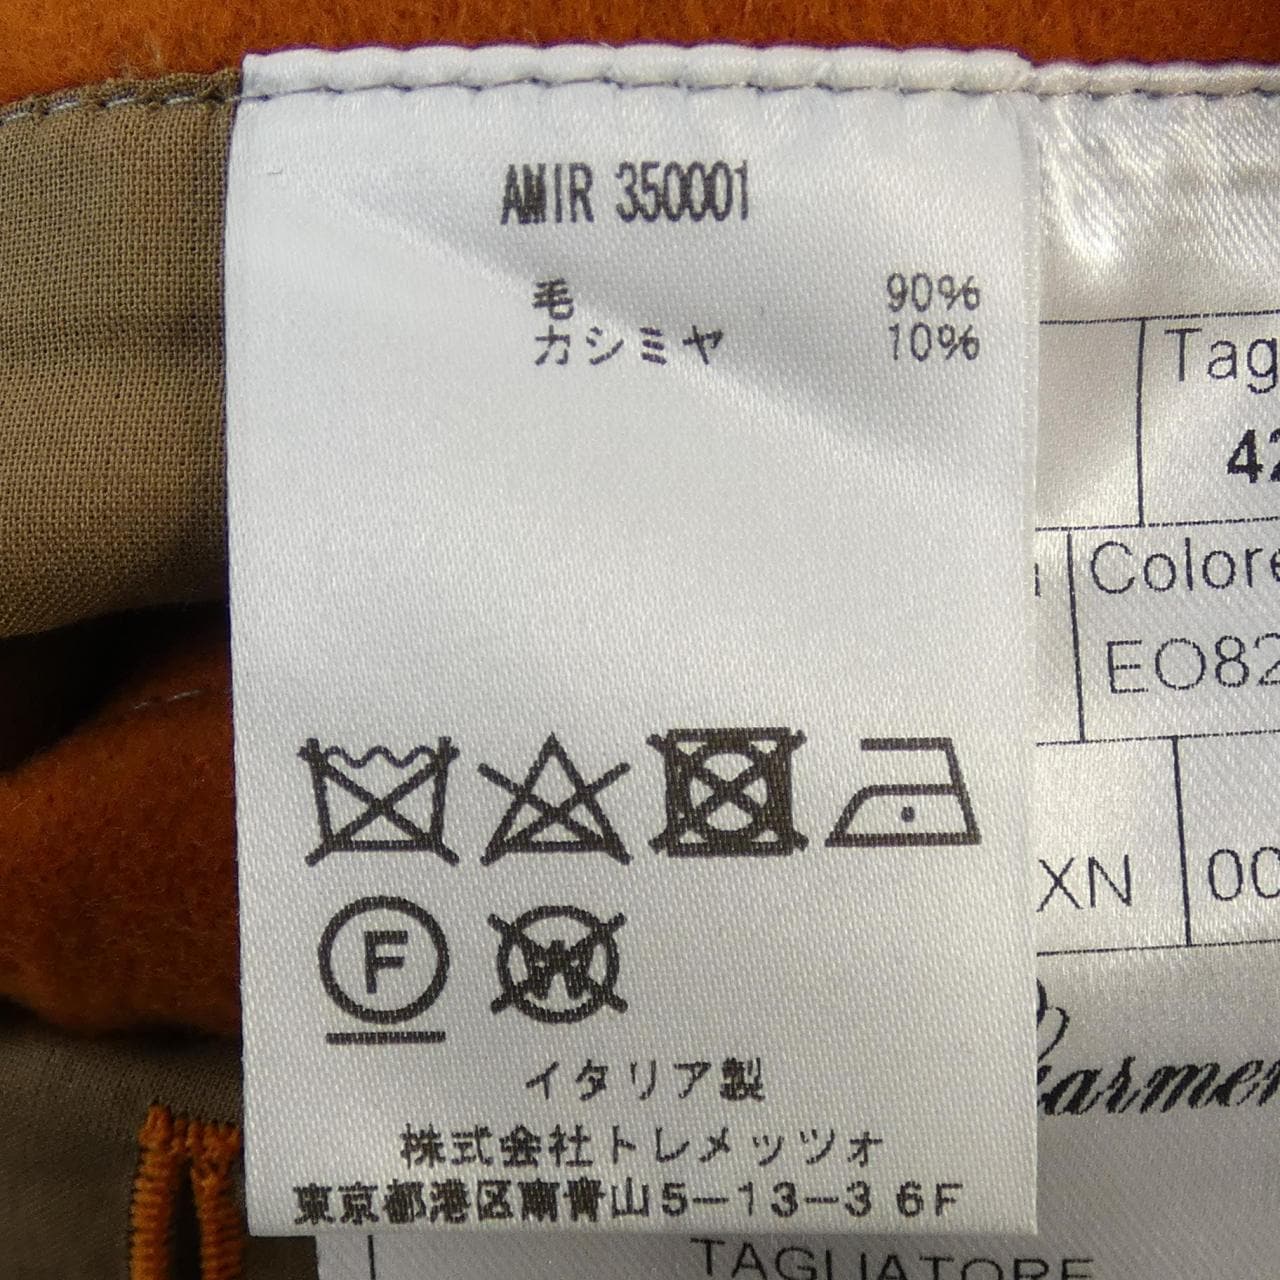 AMIR 350001
毛 90%
カシミヤ 10%
F
W
イタリア製
株式会社トレメッツォ
東京都港区南青山5-13-3 6F
Tag
42
Colore
EO82
XN
00
Garmen
TAGLIATORE